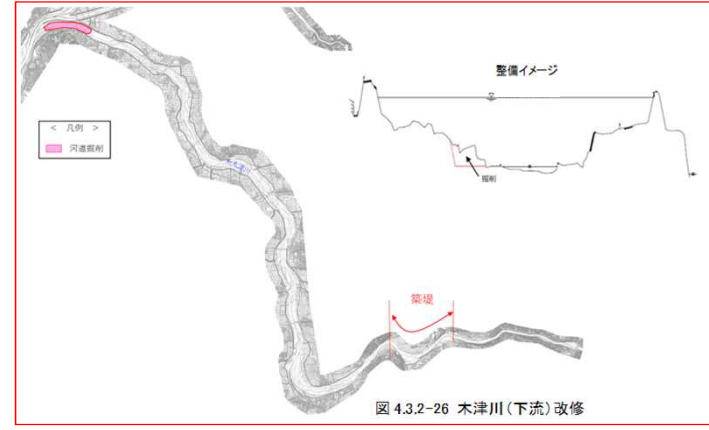 整備イメージ
< 凡例 >
河道掘削
木津川
掘削
築堤
図 4.3.2-26 木津川(下流)改修